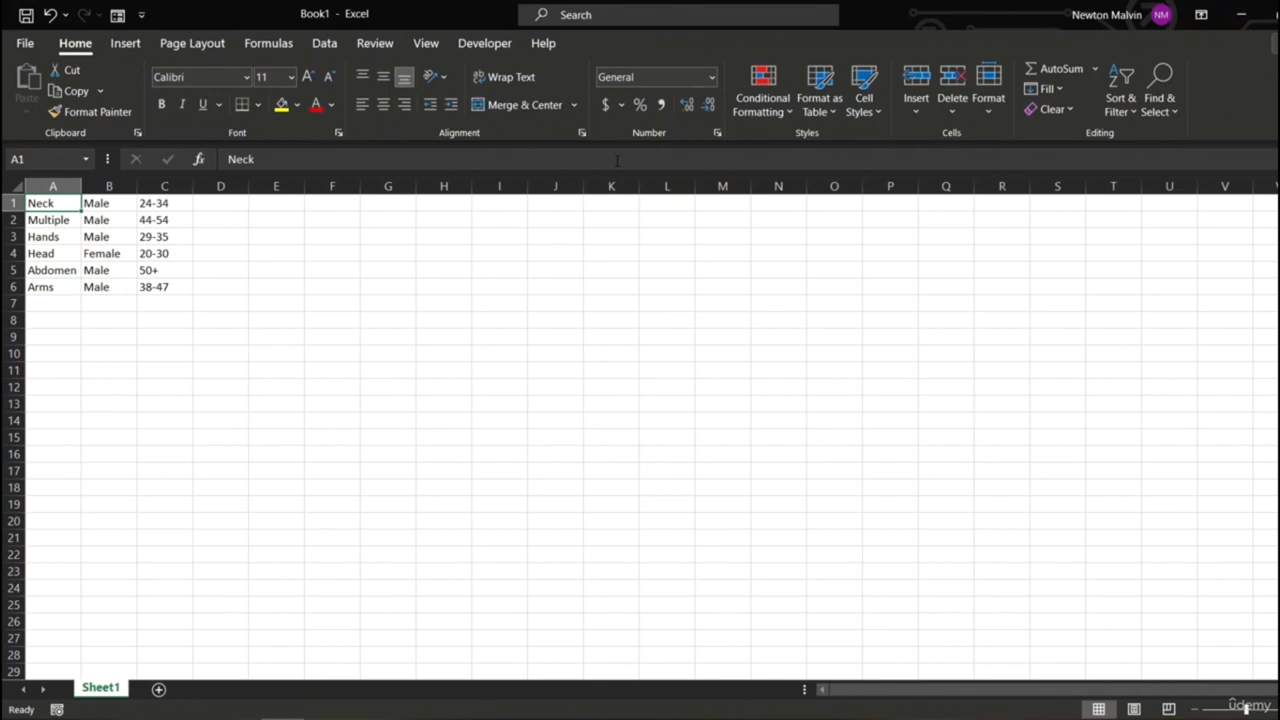 Book1 - Excel
Search
Newton Malvin NM
File Home Insert Page Layout Formulas Data Review View Developer Help
Paste
Cut
Copy
Format Painter
Clipboard
Calibri 11
B I U
Font
Wrap Text
Merge & Center
Alignment
General
$ % ,
Number
Conditional Formatting
Format as Table
Cell Styles
Styles
Insert Delete Format
Cells
AutoSum
Fill
Clear
Sort & Filter
Find & Select
Editing
A1 fx Neck
A B C D E F G H I J K L M N O P Q R S T U V
1 Neck Male 24-34
2 Multiple Male 44-54
3 Hands Male 29-35
4 Head Female 20-30
5 Abdomen Male 50+
6 Arms Male 38-47
7
8
9
10
11
12
13
14
15
16
17
18
19
20
21
22
23
24
25
26
27
28
29
Sheet1
Ready
udemy